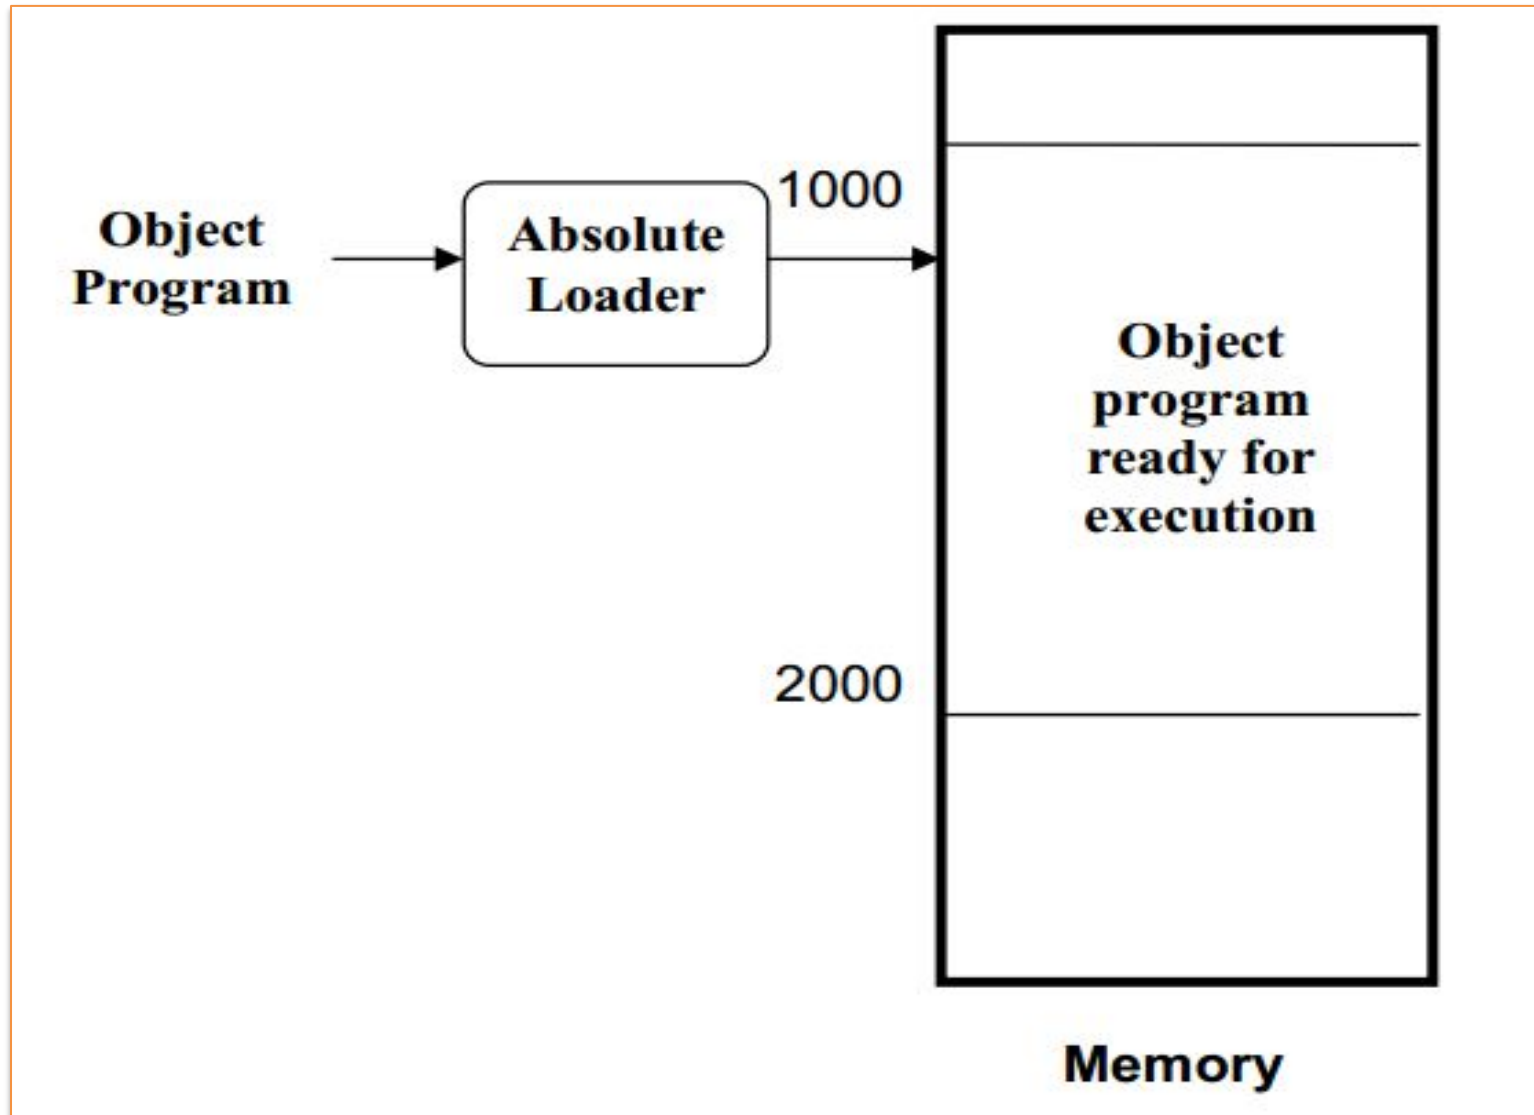 Object
Program
Absolute
Loader
1000
Object
program
ready for
execution
2000
Memory